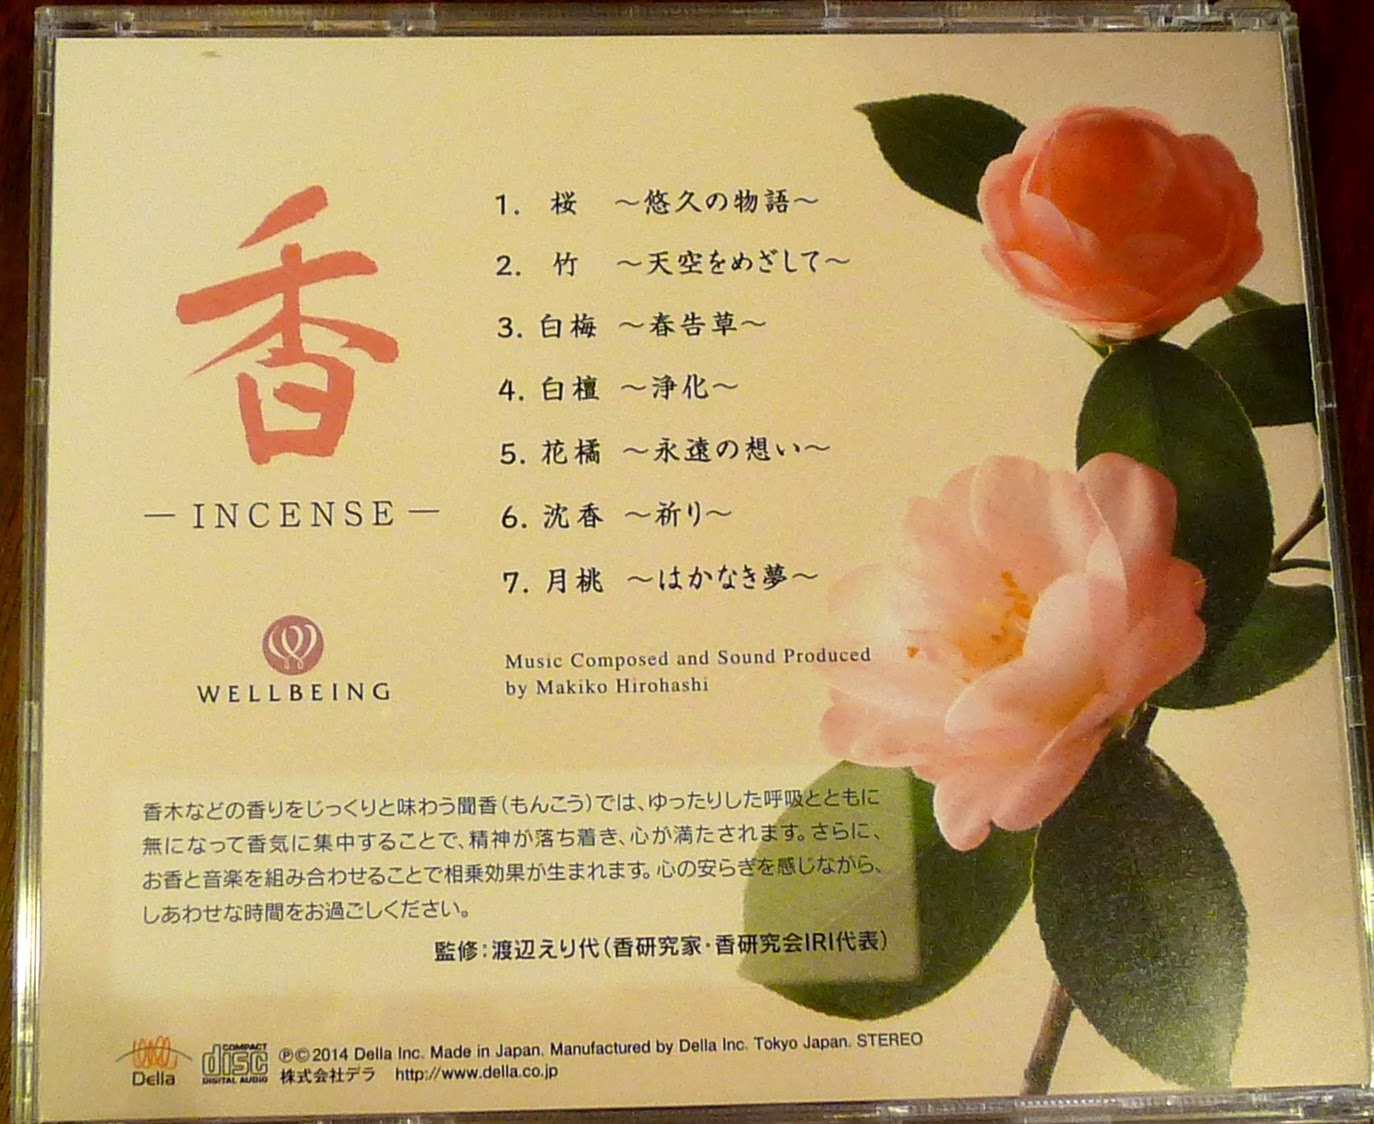 香
－INCENSE－
WELLBEING
1. 桜 ～悠久の物語～
2. 竹 ～天空をめざして～
3. 白梅 ～春告草～
4. 白檀 ～浄化～
5. 花橘 ～永遠の想い～
6. 沈香 ～祈り～
7. 月桃 ～はかなき夢～
Music Composed and Sound Produced
by Makiko Hirohashi
香木などの香りをじっくりと味わう聞香(もんこう)では、ゆったりした呼吸とともに
無になって香気に集中することで、精神が落ち着き、心が満たされます。さらに、
お香と音楽を組み合わせることで相乗効果が生まれます。心の安らぎを感じながら、
しあわせな時間をお過ごしください。
監修：渡辺えり代(香研究家・香研究会IRI代表)
Della
COMPACT
disc
DIGITAL AUDIO
℗©2014 Della Inc. Made in Japan. Manufactured by Della Inc. Tokyo Japan. STEREO
株式会社デラ http://www.della.co.jp